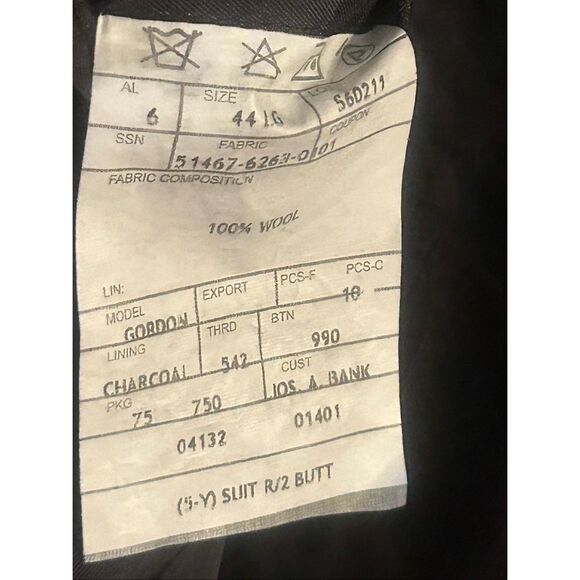 AL SIZE
6 44 LG S60211
SSN FABRIC COUPON
51467-6263-0101
FABRIC COMPOSITION
100% WOOL
LIN:
MODEL EXPORT PCS-F PCS-C
GORDON 10
LINING THRD BTN
CHARCOAL 542 990
PKG CUST
75 750 JOS. A. BANK
04132 01401
(5-Y) SUIT R/2 BUTT